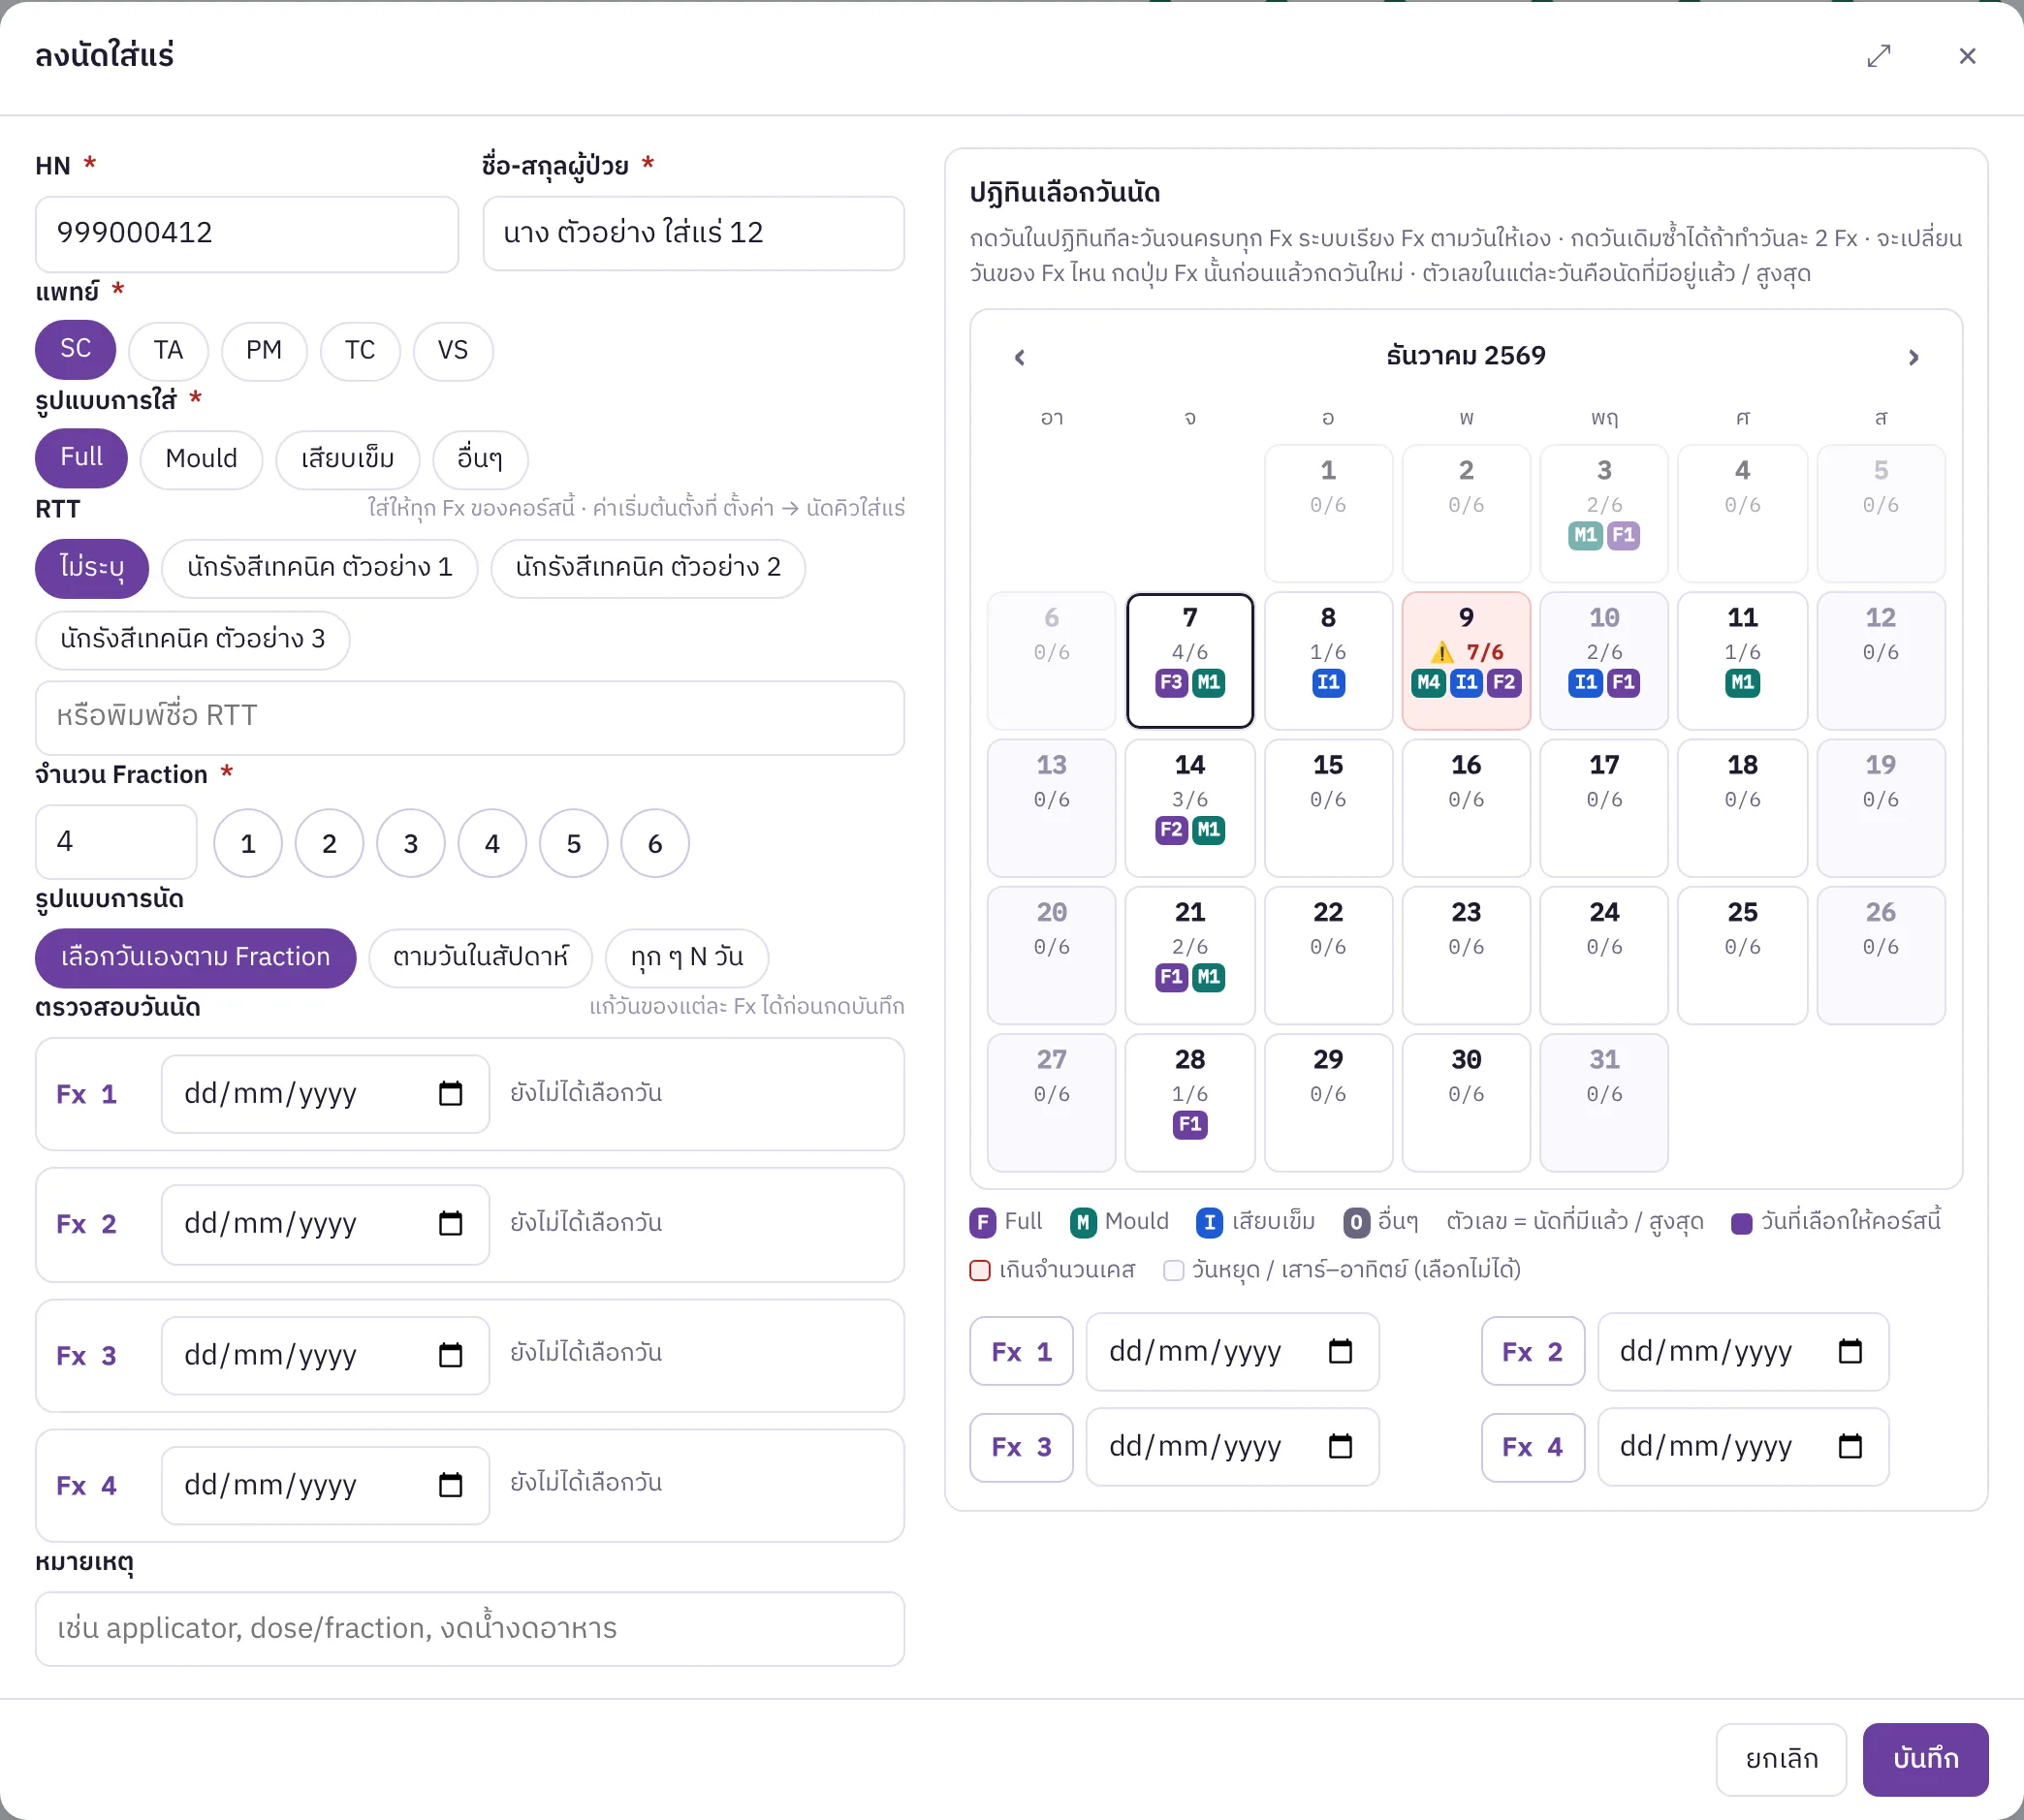 ลงนัดใส่แร่
HN *
ชื่อ-สกุลผู้ป่วย *
999000412
นาง ตัวอย่าง ใส่แร่ 12
แพทย์ *
SC TA PM TC VS
รูปแบบการใส่ *
Full Mould เสียบเข็ม อื่นๆ
RTT
ใส่ให้ทุก Fx ของคอร์สนี้ · ค่าเริ่มต้นตั้งที่ ตั้งค่า → นัดคิวใส่แร่
ไม่ระบุ นักรังสีเทคนิค ตัวอย่าง 1 นักรังสีเทคนิค ตัวอย่าง 2
นักรังสีเทคนิค ตัวอย่าง 3
หรือพิมพ์ชื่อ RTT
จำนวน Fraction *
4 1 2 3 4 5 6
รูปแบบการนัด
เลือกวันเองตาม Fraction ตามวันในสัปดาห์ ทุก ๆ N วัน
ตรวจสอบวันนัด
แก้วันของแต่ละ Fx ได้ก่อนกดบันทึก
Fx 1 dd/mm/yyyy ยังไม่ได้เลือกวัน
Fx 2 dd/mm/yyyy ยังไม่ได้เลือกวัน
Fx 3 dd/mm/yyyy ยังไม่ได้เลือกวัน
Fx 4 dd/mm/yyyy ยังไม่ได้เลือกวัน
หมายเหตุ
เช่น applicator, dose/fraction, งดน้ำงดอาหาร
ปฏิทินเลือกวันนัด
กดวันในปฏิทินทีละวันจนครบทุก Fx ระบบเรียง Fx ตามวันให้เอง · กดวันเดิมซ้ำได้ถ้าทำวันละ 2 Fx · จะเปลี่ยน
วันของ Fx ไหน กดปุ่ม Fx นั้นก่อนแล้วกดวันใหม่ · ตัวเลขในแต่ละวันคือนัดที่มีอยู่แล้ว / สูงสุด
‹ ธันวาคม 2569 ›
อา จ อ พ พฤ ศ ส
1 2 3 4 5
0/6 0/6 2/6 0/6 0/6
M1 F1
6 7 8 9 10 11 12
0/6 4/6 1/6 ⚠️ 7/6 2/6 1/6 0/6
F3 M1 I1 M4 I1 F2 I1 F1 M1
13 14 15 16 17 18 19
0/6 3/6 0/6 0/6 0/6 0/6 0/6
F2 M1
20 21 22 23 24 25 26
0/6 2/6 0/6 0/6 0/6 0/6 0/6
F1 M1
27 28 29 30 31
0/6 1/6 0/6 0/6 0/6
F1
F Full M Mould I เสียบเข็ม O อื่นๆ ตัวเลข = นัดที่มีแล้ว / สูงสุด วันที่เลือกให้คอร์สนี้
เกินจำนวนเคส วันหยุด / เสาร์–อาทิตย์ (เลือกไม่ได้)
Fx 1 dd/mm/yyyy Fx 2 dd/mm/yyyy
Fx 3 dd/mm/yyyy Fx 4 dd/mm/yyyy
ยกเลิก บันทึก